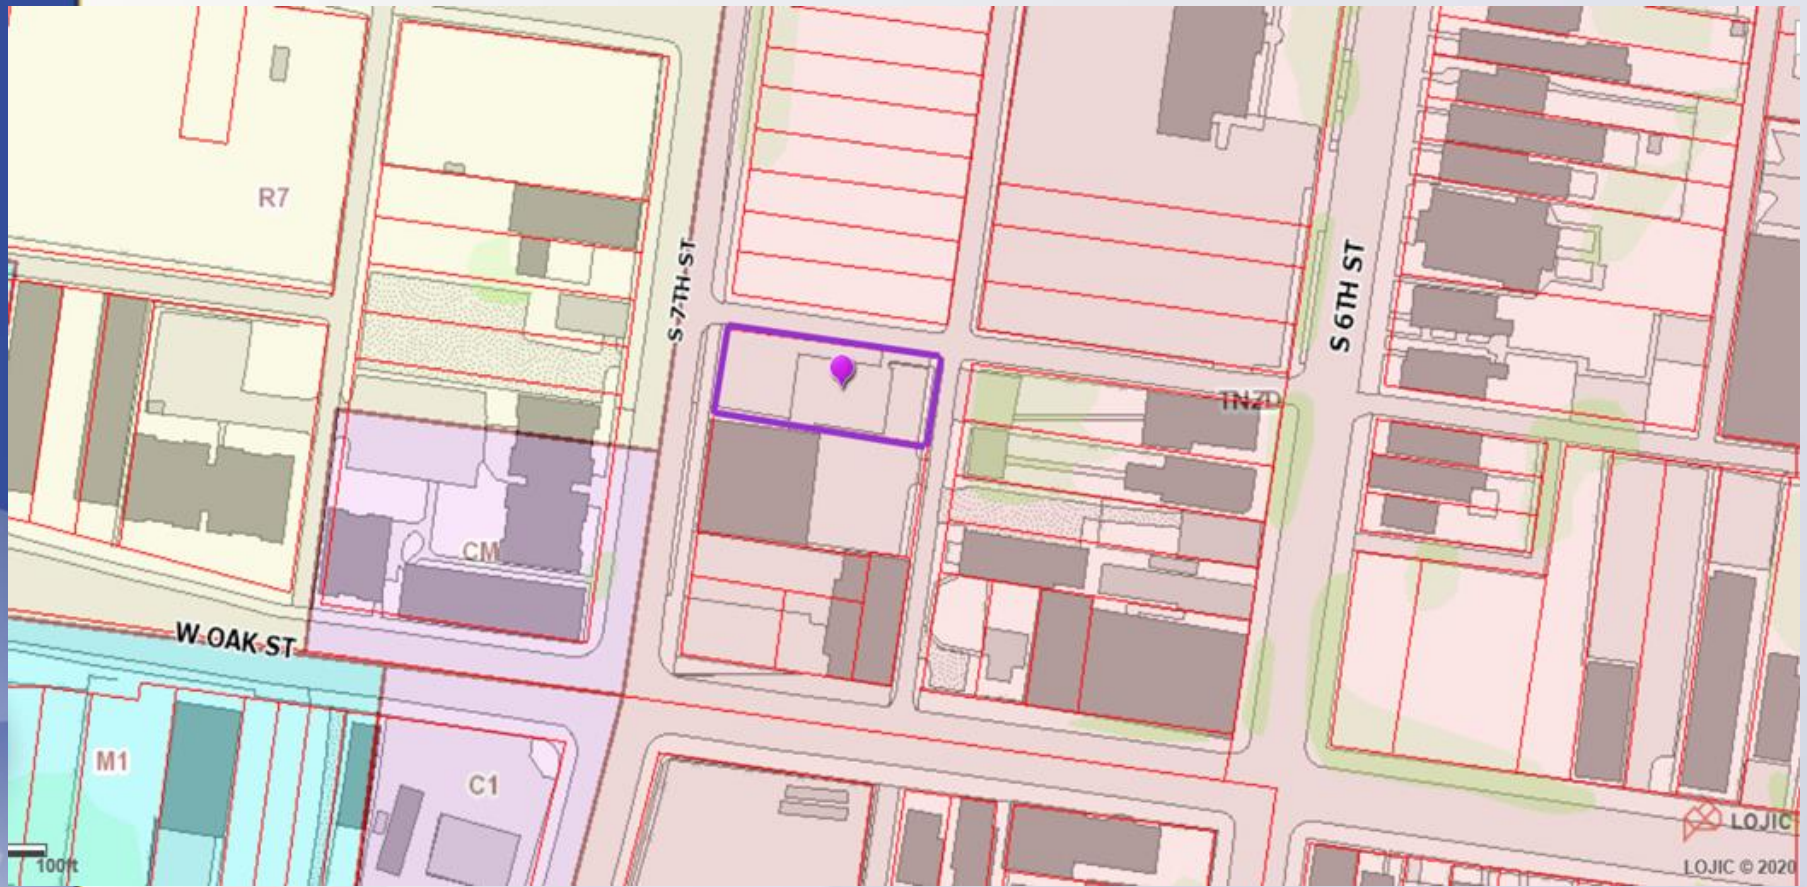 R7
S 7TH ST
S 6TH ST
TNZD
CM
W OAK ST
M1
C1
LOJIC
100ft
LOJIC © 2020